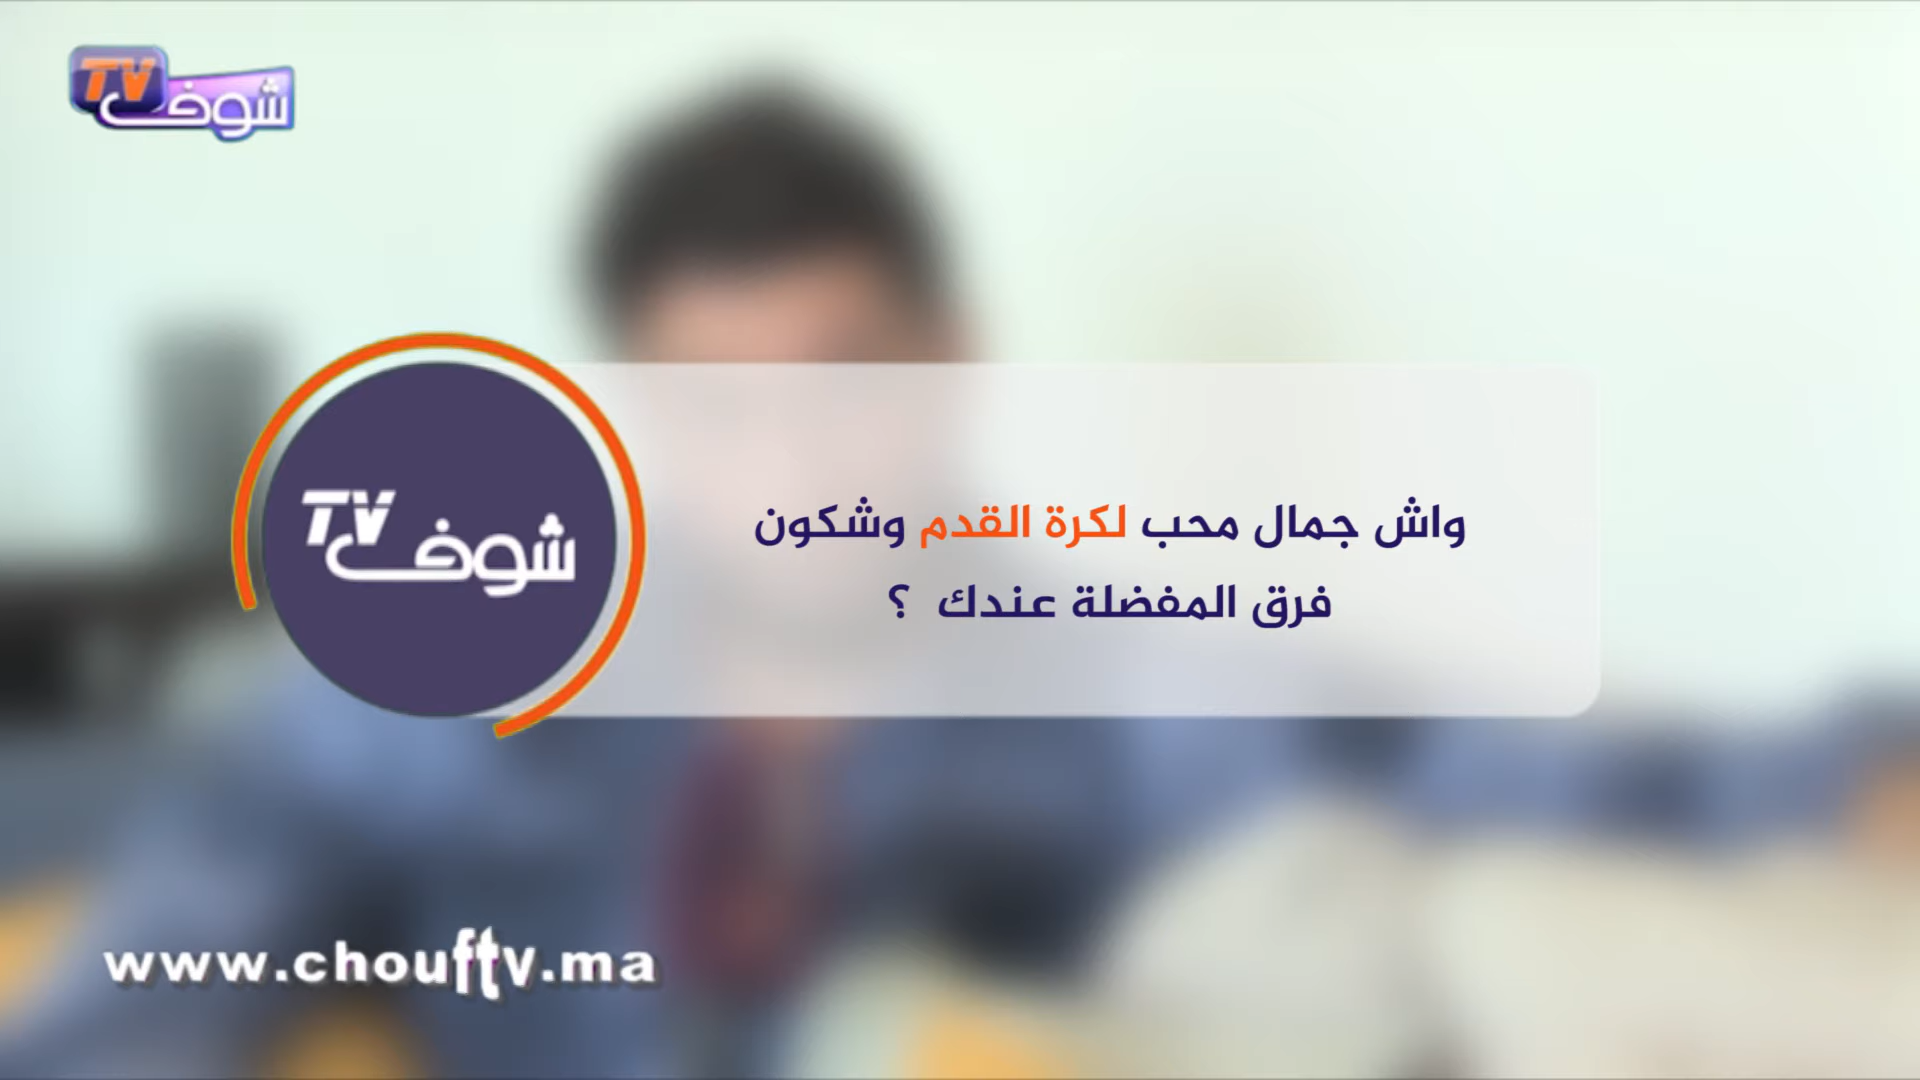 شوف TV
واش جمال محب لكرة القدم وشكون
فرق المفضلة عندك ؟
شوف TV
www.chouftv.ma